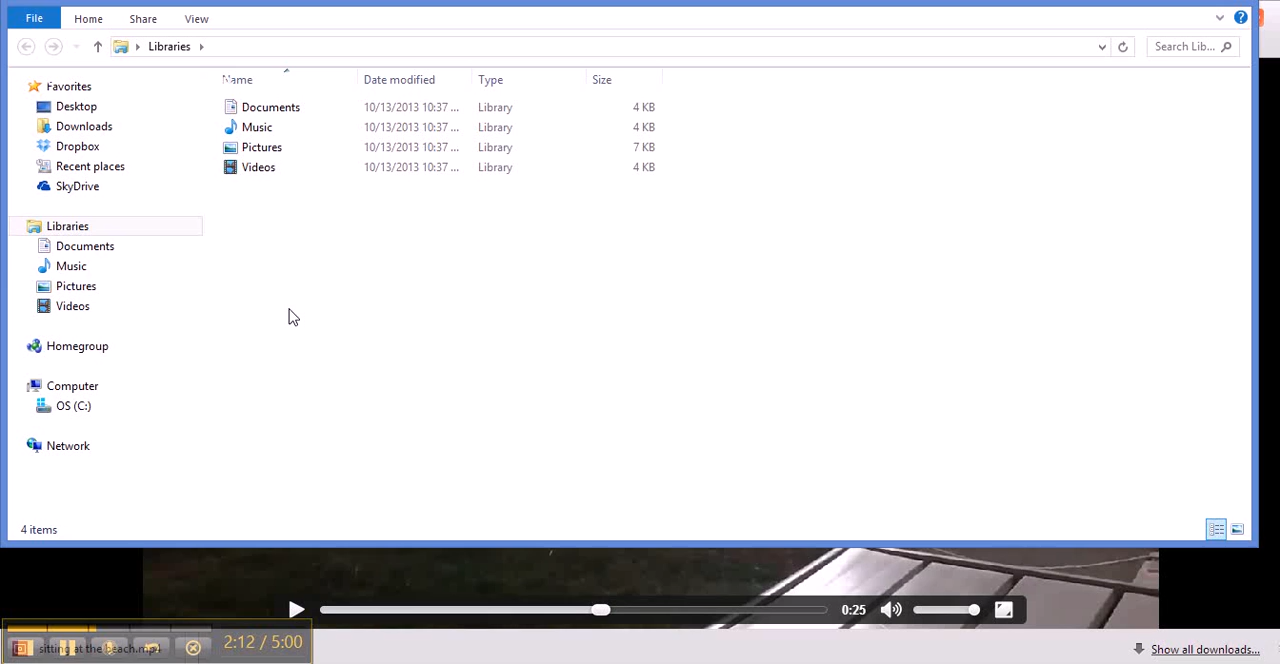 File Home Share View
Libraries Search Lib...
Name Date modified Type Size
Favorites
Desktop
Downloads
Dropbox
Recent places
SkyDrive
Libraries
Documents
Music
Pictures
Videos
Homegroup
Computer
OS (C:)
Network
Documents 10/13/2013 10:37 ... Library 4 KB
Music 10/13/2013 10:37 ... Library 4 KB
Pictures 10/13/2013 10:37 ... Library 7 KB
Videos 10/13/2013 10:37 ... Library 4 KB
4 items
0:25
sitting at the beach.mp4 2:12 / 5:00
Show all downloads...